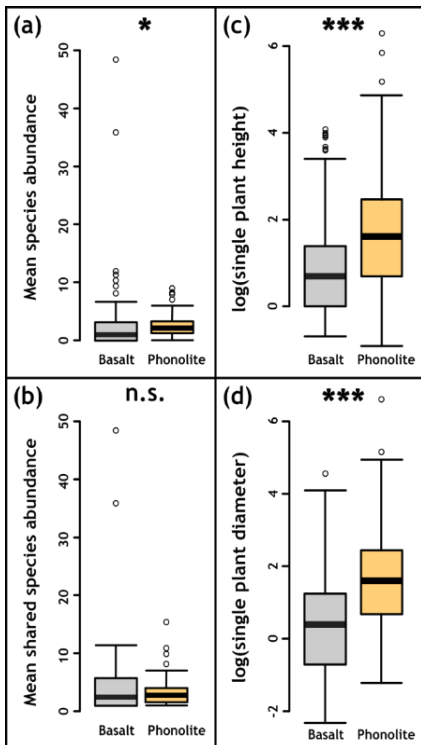 (a)
*
Mean species abundance
50
40
30
20
10
0
Basalt Phonolite
(c)
***
log(single plant height)
6
4
2
0
Basalt Phonolite
(b)
n.s.
Mean shared species abundance
50
40
30
20
10
0
Basalt Phonolite
(d)
***
log(single plant diameter)
6
4
2
0
-2
Basalt Phonolite